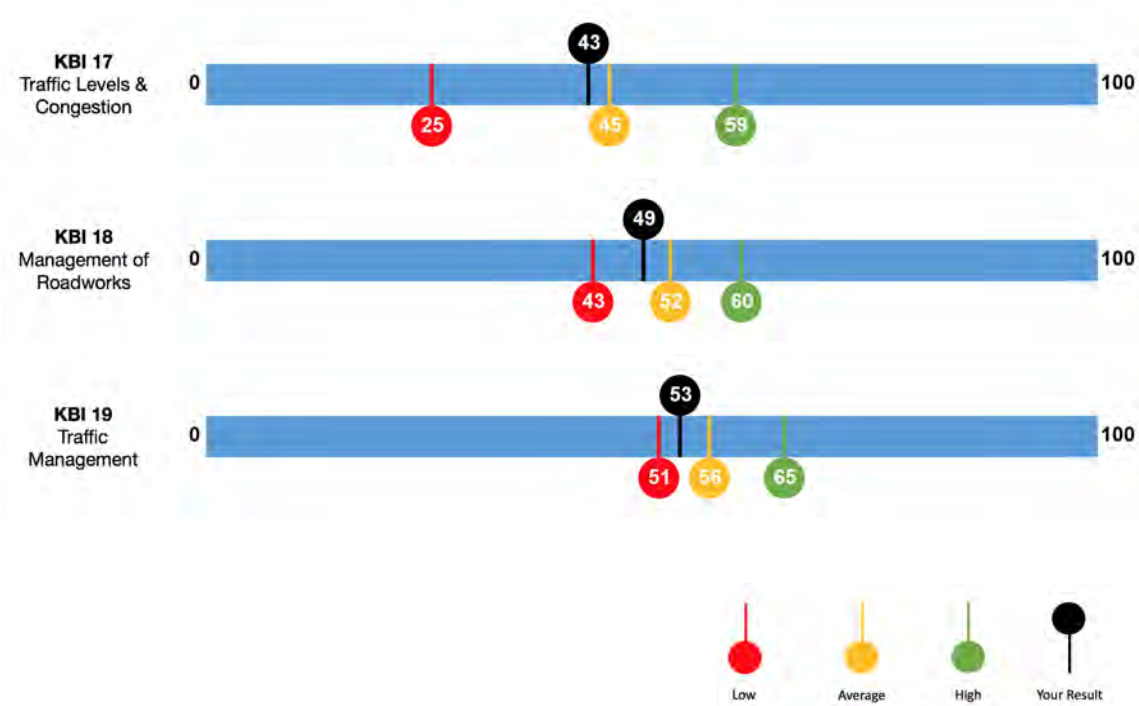 43
KBI 17
Traffic Levels &
Congestion
0
100
25
45
59
49
KBI 18
Management of
Roadworks
0
100
43
52
60
53
KBI 19
Traffic
Management
0
100
51
56
65
Low
Average
High
Your Result